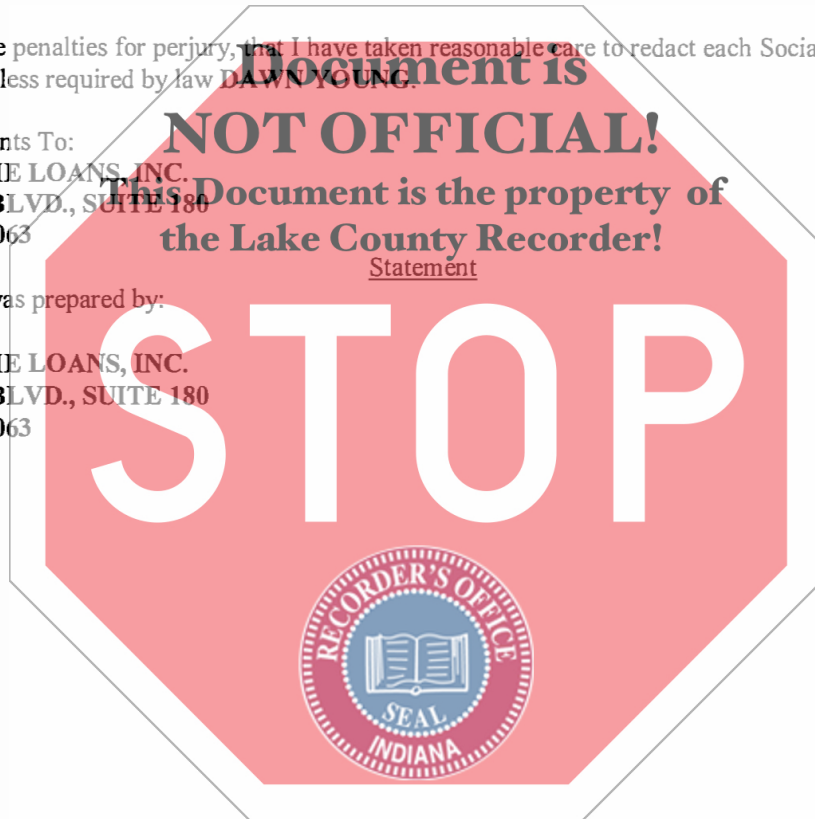 e penalties for perjury, that I have taken reasonable care to redact each Socia
less required by law DAWN YOUNG.
Document is
NOT OFFICIAL!
nts To:
E LOANS, INC.
BLVD., SUITE 180
063
This Document is the property of
the Lake County Recorder!
Statement
as prepared by:
E LOANS, INC.
BLVD., SUITE 180
063
STOP
RECORDER'S OFFICE
SEAL
INDIANA